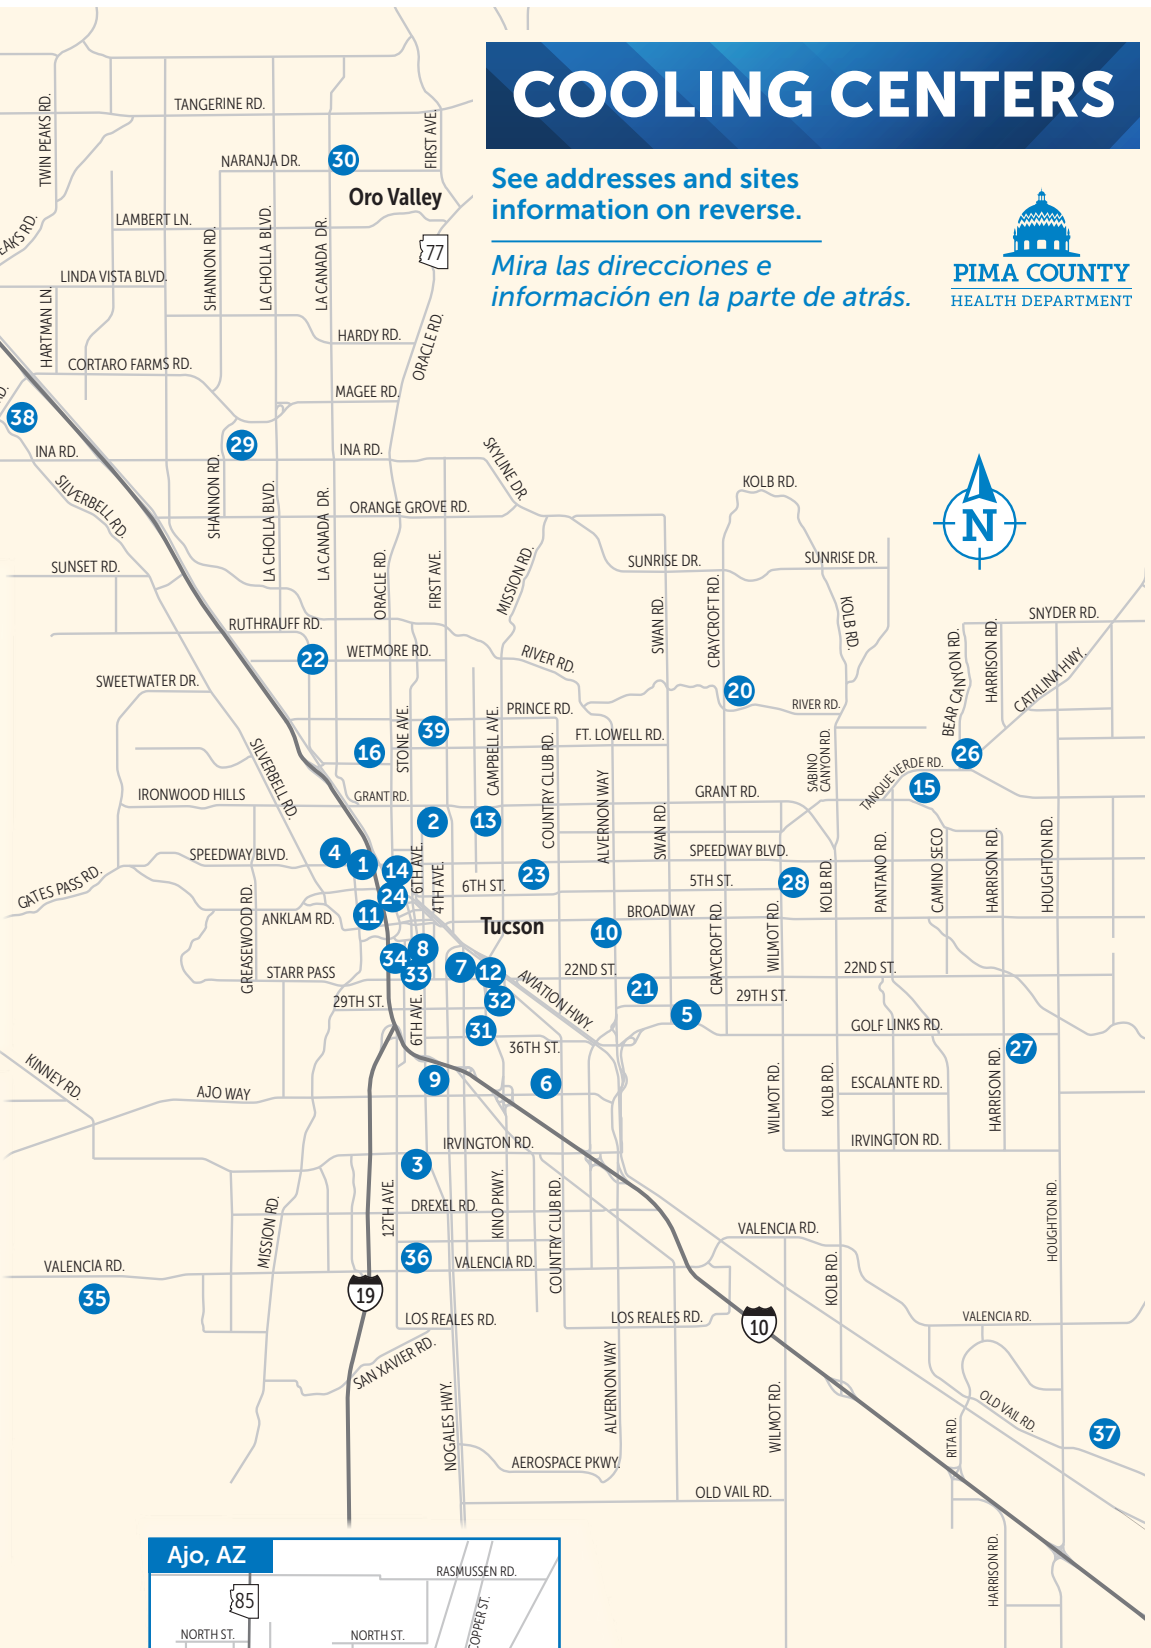 COOLING CENTERS
See addresses and sites
information on reverse.
Mira las direcciones e
información en la parte de atrás.
PIMA COUNTY
HEALTH DEPARTMENT
TWIN PEAKS RD.
TANGERINE RD.
FIRST AVE.
NARANJA DR.
30
Oro Valley
LAMBERT LN.
EAKS RD.
SHANNON RD.
LA CHOLLA BLVD.
LA CANADA DR.
77
LINDA VISTA BLVD.
HARTMAN LN.
HARDY RD.
ORACLE RD.
CORTARO FARMS RD.
MAGEE RD.
D.
38
29
INA RD.
INA RD.
SKYLINE DR.
SILVERBELL RD.
SHANNON RD.
LA CHOLLA BLVD.
LA CANADA DR.
ORANGE GROVE RD.
KOLB RD.
N
SUNSET RD.
ORACLE RD.
FIRST AVE.
MISSION RD.
SUNRISE DR.
SUNRISE DR.
SWAN RD.
CRAYCROFT RD.
KOLB RD.
SNYDER RD.
RUTHRAUFF RD.
22
WETMORE RD.
RIVER RD.
BEAR CANYON RD.
HARRISON RD.
CATALINA HWY.
SWEETWATER DR.
20
RIVER RD.
PRINCE RD.
STONE AVE.
39
CAMPBELL AVE.
COUNTRY CLUB RD.
FT. LOWELL RD.
16
SILVERBELL RD.
SABINO
CANYON RD.
TANQUE VERDE RD.
26
15
IRONWOOD HILLS
GRANT RD.
GRANT RD.
ALVERNON WAY
SWAN RD.
2
13
4
1
14
SPEEDWAY BLVD.
6TH AVE.
4TH AVE.
SPEEDWAY BLVD.
GATES PASS RD.
23
6TH ST.
5TH ST.
28
KOLB RD.
PANTANO RD.
CAMINO SECO
HARRISON RD.
HOUGHTON RD.
24
11
ANKLAM RD.
GREASEWOOD RD.
Tucson
10
BROADWAY
CRAYCROFT RD.
WILMOT RD.
34
8
33
7
12
STARR PASS
22ND ST.
22ND ST.
AVIATION HWY.
21
29TH ST.
32
29TH ST.
5
6TH AVE.
31
36TH ST.
GOLF LINKS RD.
27
KINNEY RD.
AJO WAY
9
6
WILMOT RD.
KOLB RD.
ESCALANTE RD.
HARRISON RD.
IRVINGTON RD.
IRVINGTON RD.
3
MISSION RD.
12TH AVE.
DREXEL RD.
KINO PKWY.
COUNTRY CLUB RD.
HOUGHTON RD.
VALENCIA RD.
VALENCIA RD.
36
VALENCIA RD.
KOLB RD.
35
19
LOS REALES RD.
LOS REALES RD.
10
VALENCIA RD.
SAN XAVIER RD.
NOGALES HWY.
ALVERNON WAY
WILMOT RD.
OLD VAIL RD.
RITA RD.
37
AEROSPACE PKWY.
OLD VAIL RD.
HARRISON RD.
Ajo, AZ
85
RASMUSSEN RD.
COPPER ST.
NORTH ST.
NORTH ST.